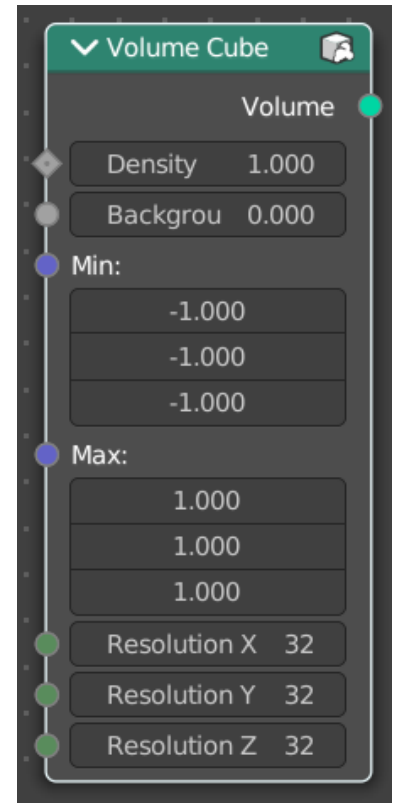 Volume Cube
Volume
Density 1.000
Backgrou 0.000
Min:
-1.000
-1.000
-1.000
Max:
1.000
1.000
1.000
Resolution X 32
Resolution Y 32
Resolution Z 32